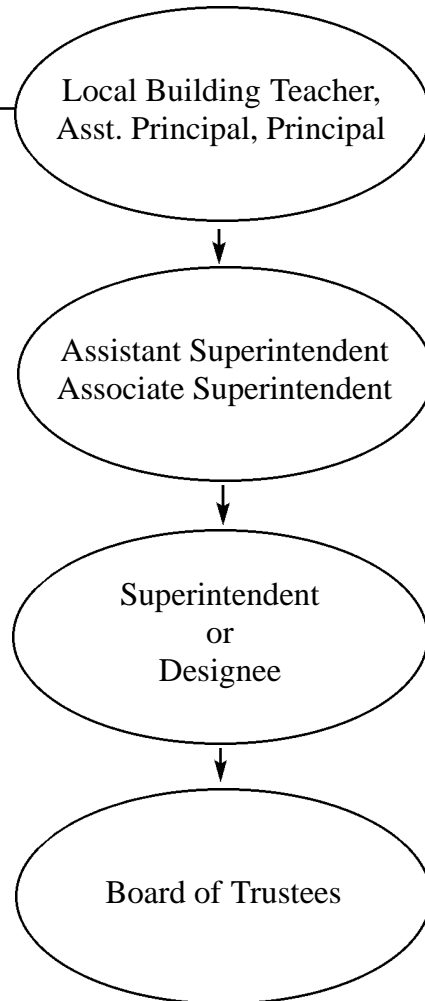 Local Building Teacher,
Asst. Principal, Principal
Assistant Superintendent
Associate Superintendent
Superintendent
or
Designee
Board of Trustees